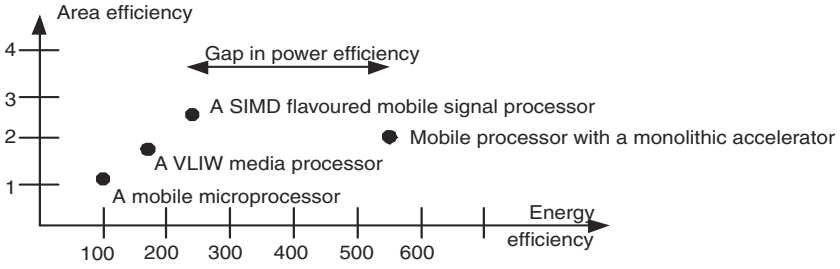 Area efficiency
4
Gap in power efficiency
3
A SIMD flavoured mobile signal processor
2
Mobile processor with a monolithic accelerator
A VLIW media processor
1
A mobile microprocessor
Energy
efficiency
100 200 300 400 500 600